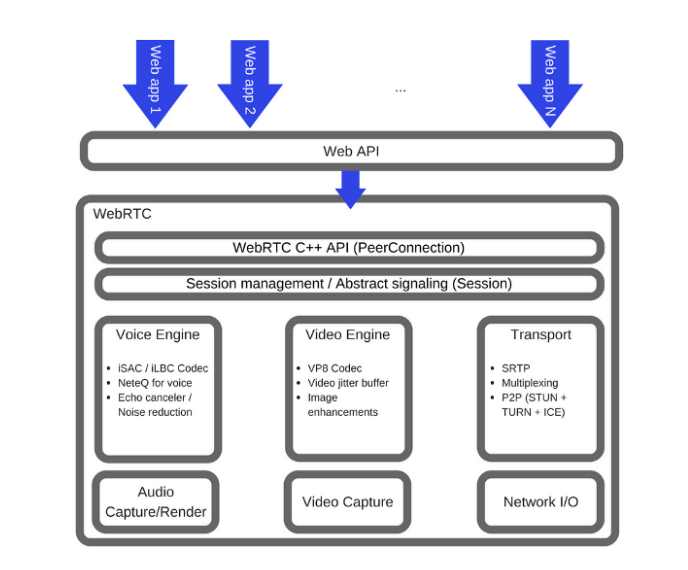 Web app 1
Web app 2
...
Web app N
Web API
WebRTC
WebRTC C++ API (PeerConnection)
Session management / Abstract signaling (Session)
Voice Engine
• iSAC / iLBC Codec
• NeteQ for voice
• Echo canceler /
Noise reduction
Video Engine
• VP8 Codec
• Video jitter buffer
• Image
enhancements
Transport
• SRTP
• Multiplexing
• P2P (STUN +
TURN + ICE)
Audio
Capture/Render
Video Capture
Network I/O